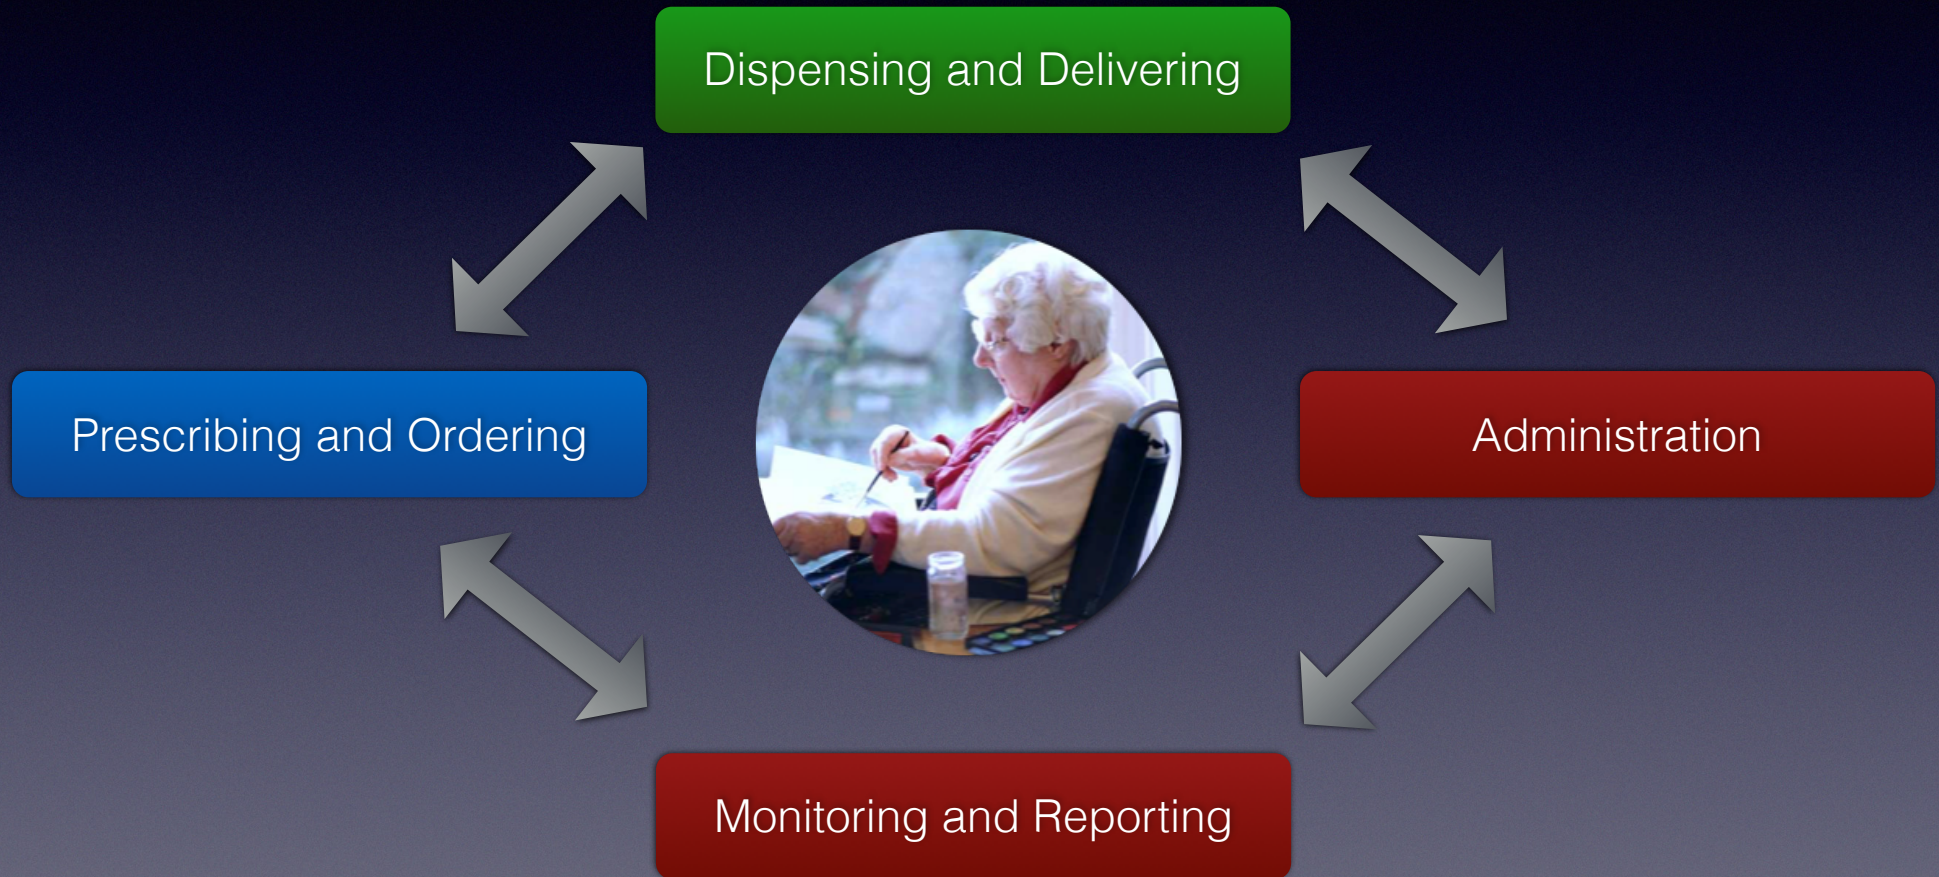 Dispensing and Delivering
Prescribing and Ordering
Administration
Monitoring and Reporting